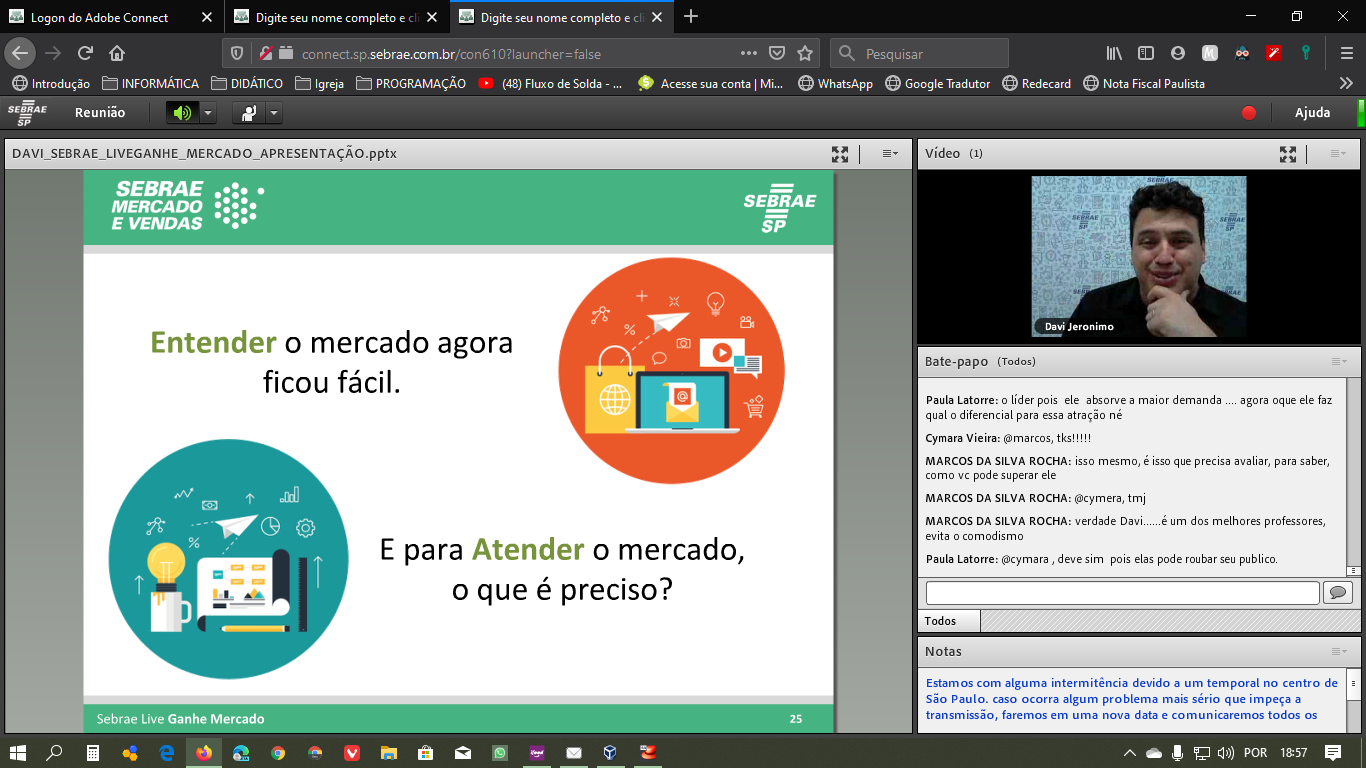 Logon do Adobe Connect
Digite seu nome completo e cli
Digite seu nome completo e cli
connect.sp.sebrae.com.br/con610?launcher=false
Pesquisar
Introdução
INFORMÁTICA
DIDÁTICO
Igreja
PROGRAMAÇÃO
(48) Fluxo de Solda - ...
Acesse sua conta | Mi...
WhatsApp
Google Tradutor
Redecard
Nota Fiscal Paulista
SEBRAE
SP
Reunião
Ajuda
DAVI_SEBRAE_LIVEGANHE_MERCADO_APRESENTAÇÃO.pptx
SEBRAE
MERCADO
E VENDAS
SEBRAE
SP
Entender o mercado agora
ficou fácil.
E para Atender o mercado,
o que é preciso?
Sebrae Live Ganhe Mercado
25
Vídeo (1)
SEBRAE
SP
SEBRAE
Davi Jeronimo
Bate-papo (Todos)
Paula Latorre: o líder pois ele absorve a maior demanda .... agora oque ele faz
qual o diferencial para essa atração né
Cymara Vieira: @marcos, tks!!!!!
MARCOS DA SILVA ROCHA: isso mesmo, é isso que precisa avaliar, para saber,
como vc pode superar ele
MARCOS DA SILVA ROCHA: @cymera, tmj
MARCOS DA SILVA ROCHA: verdade Davi......é um dos melhores professores,
evita o comodismo
Paula Latorre: @cymara , deve sim pois elas pode roubar seu publico.
Todos
Notas
Estamos com alguma intermitência devido a um temporal no centro de
São Paulo. caso ocorra algum problema mais sério que impeça a
transmissão, faremos em uma nova data e comunicaremos todos os
POR
18:57